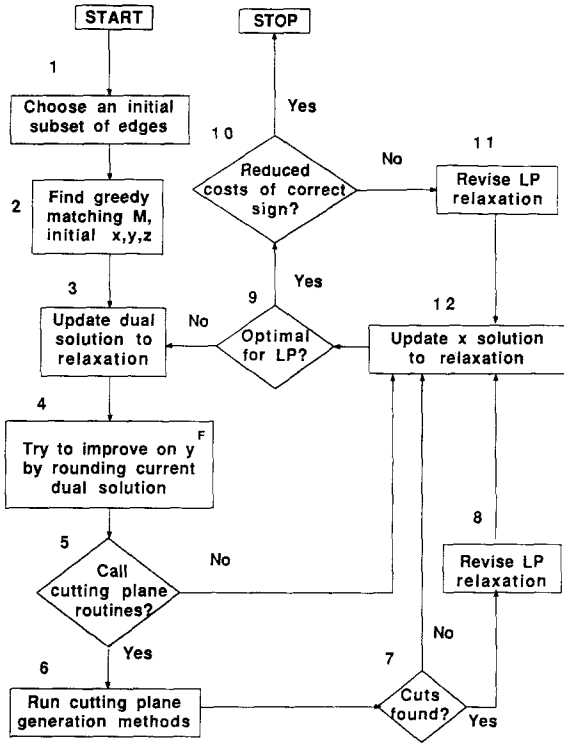 START
STOP
1
Choose an initial
subset of edges
Yes
10
Reduced
costs of correct
sign?
No
11
Revise LP
relaxation
2
Find greedy
matching M,
initial x,y,z
3
Update dual
solution to
relaxation
No
9
Yes
Optimal
for LP?
12
Update x solution
to relaxation
4
Try to improve on y F
by rounding current
dual solution
5
Call
cutting plane
routines?
No
8
Revise LP
relaxation
Yes
6
Run cutting plane
generation methods
No
7
Cuts
found?
Yes